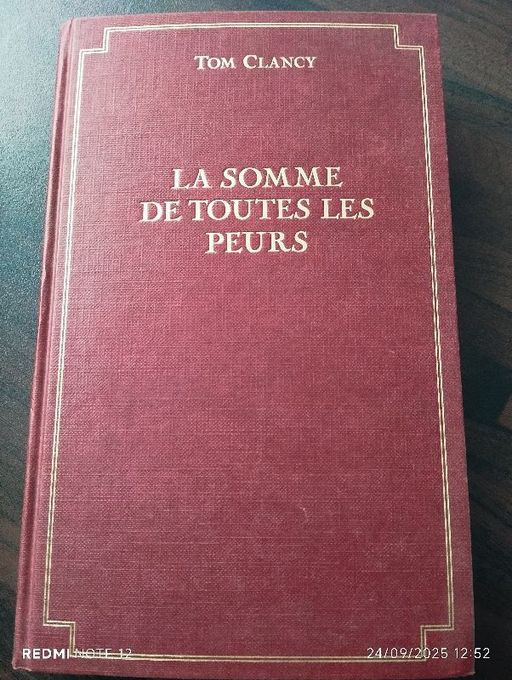 TOM CLANCY
LA SOMME
DE TOUTES LES
PEURS
REDMI NOTE 12
24/09/2025 12:52